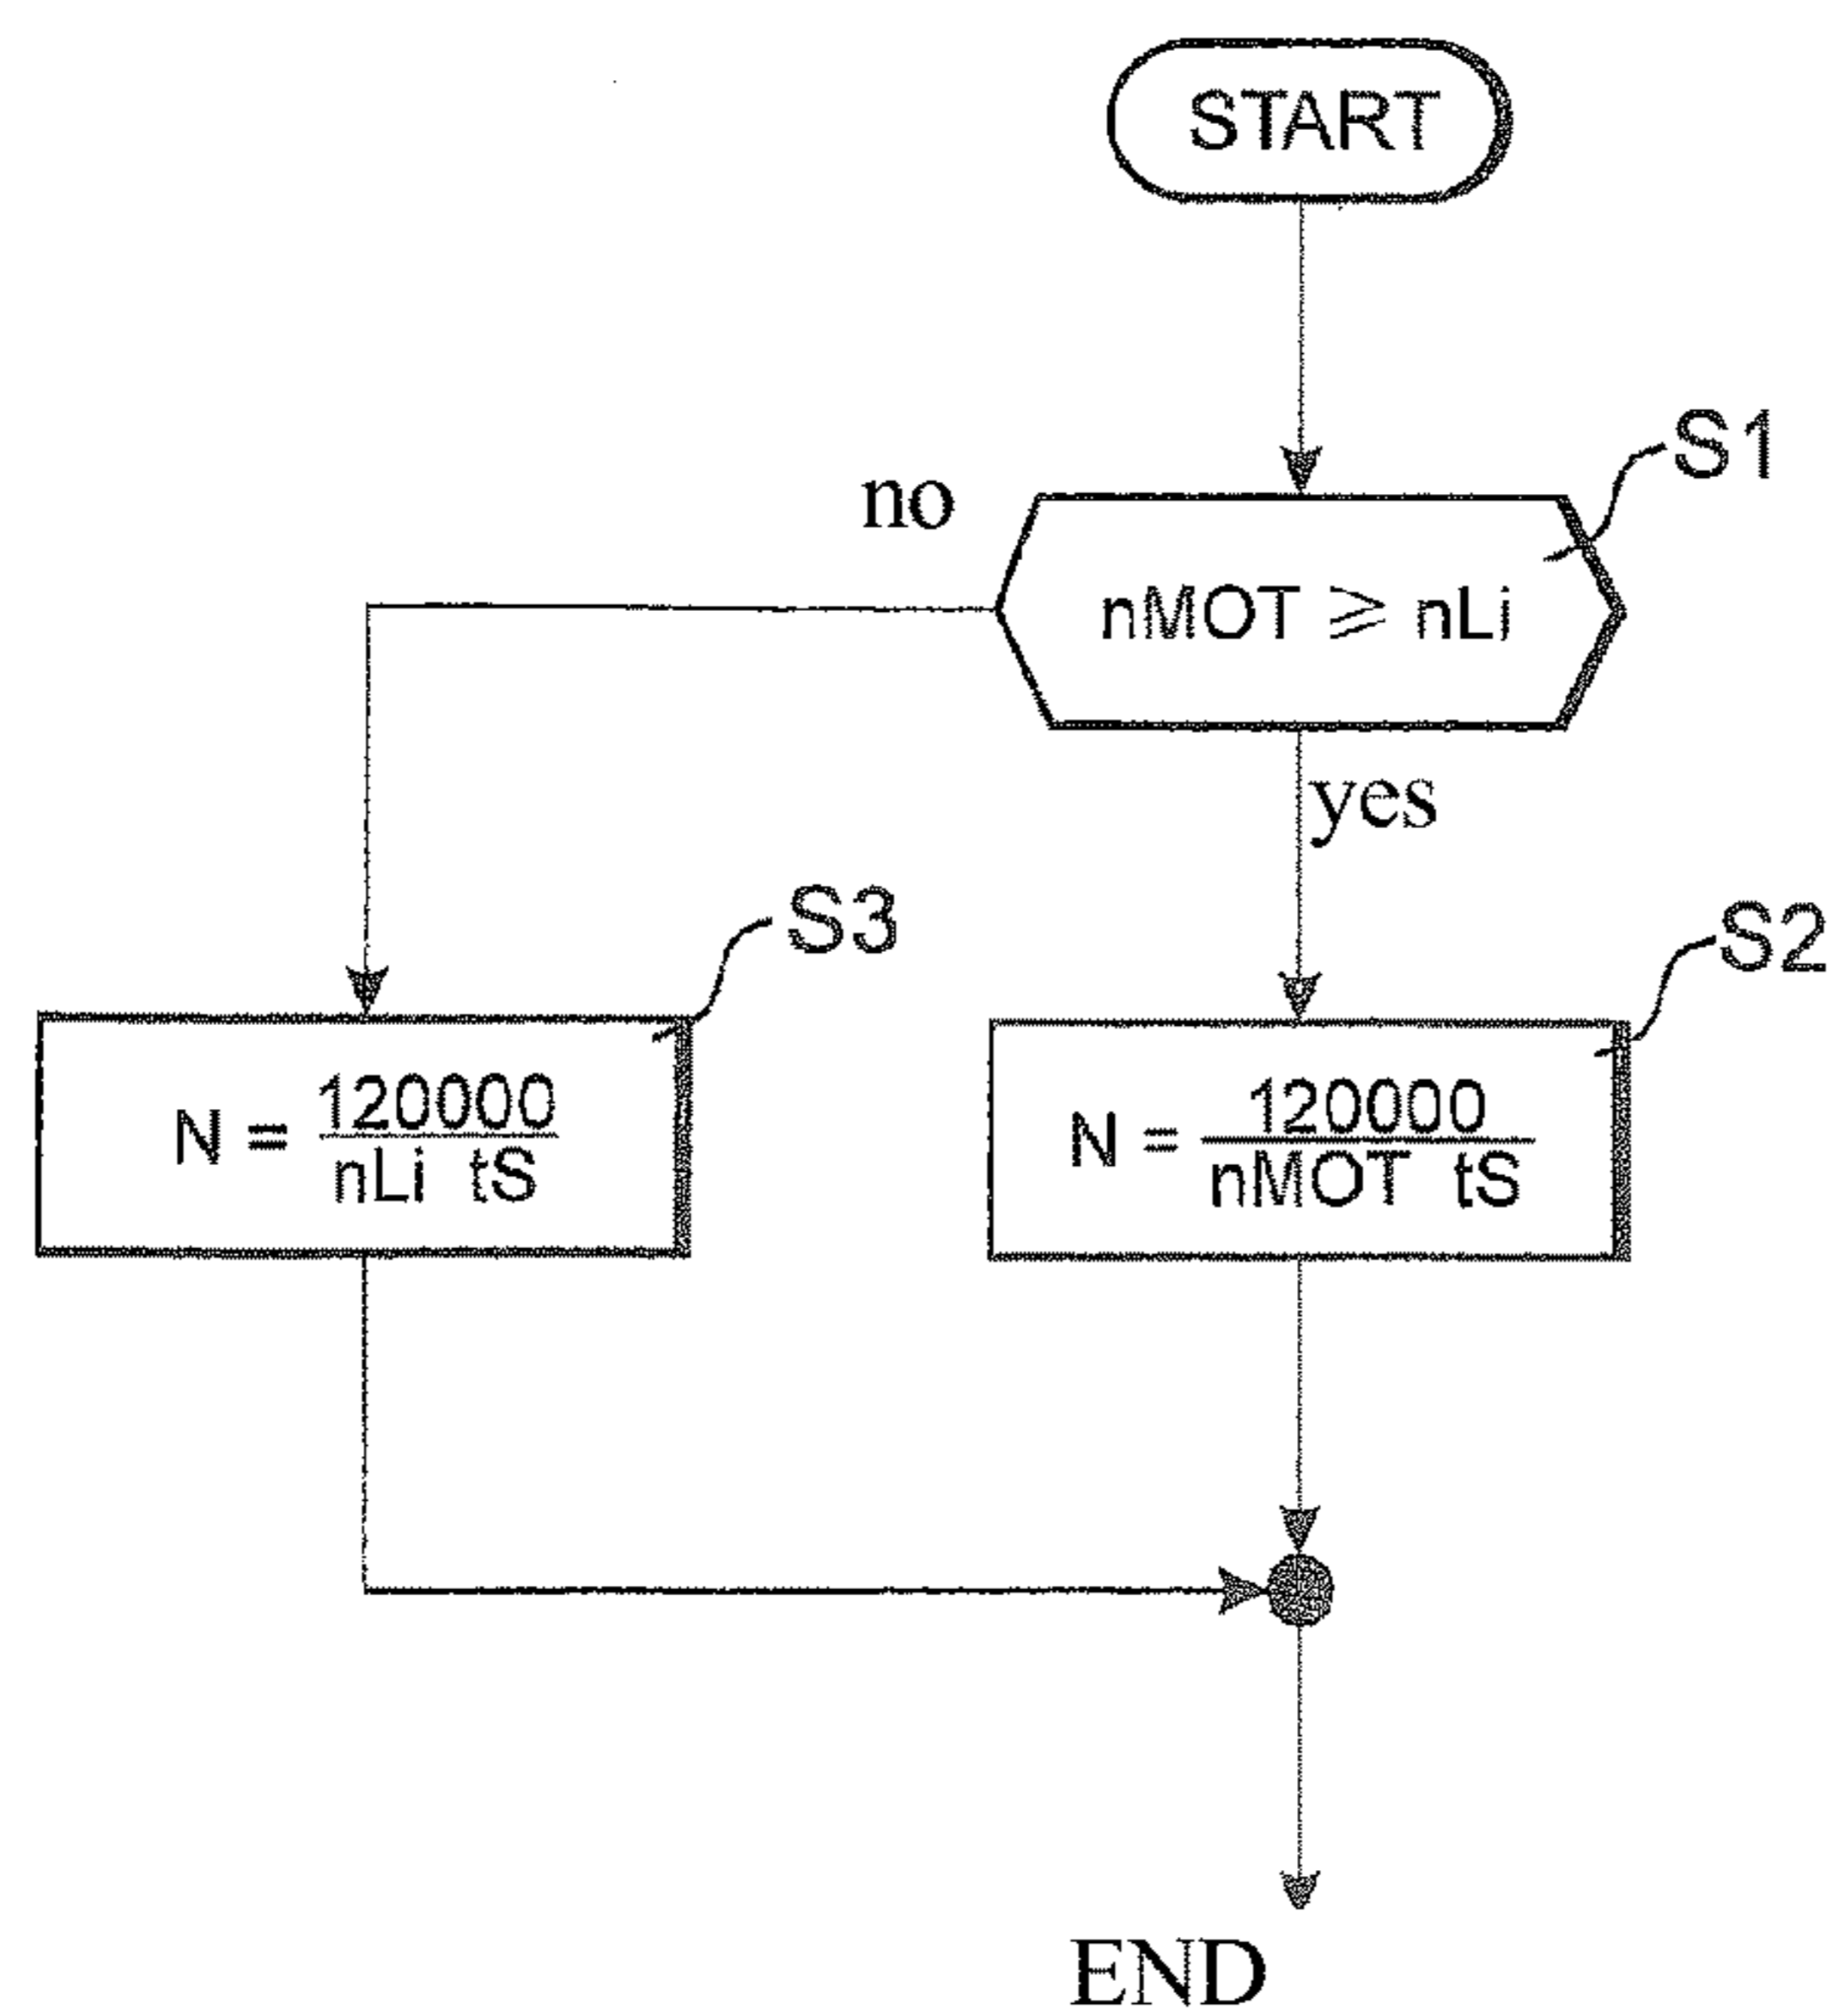 START
S1
no
nMOT ⩾ nLi
yes
S3
S2
N = 120000 / nLi tS
N = 120000 / nMOT tS
END